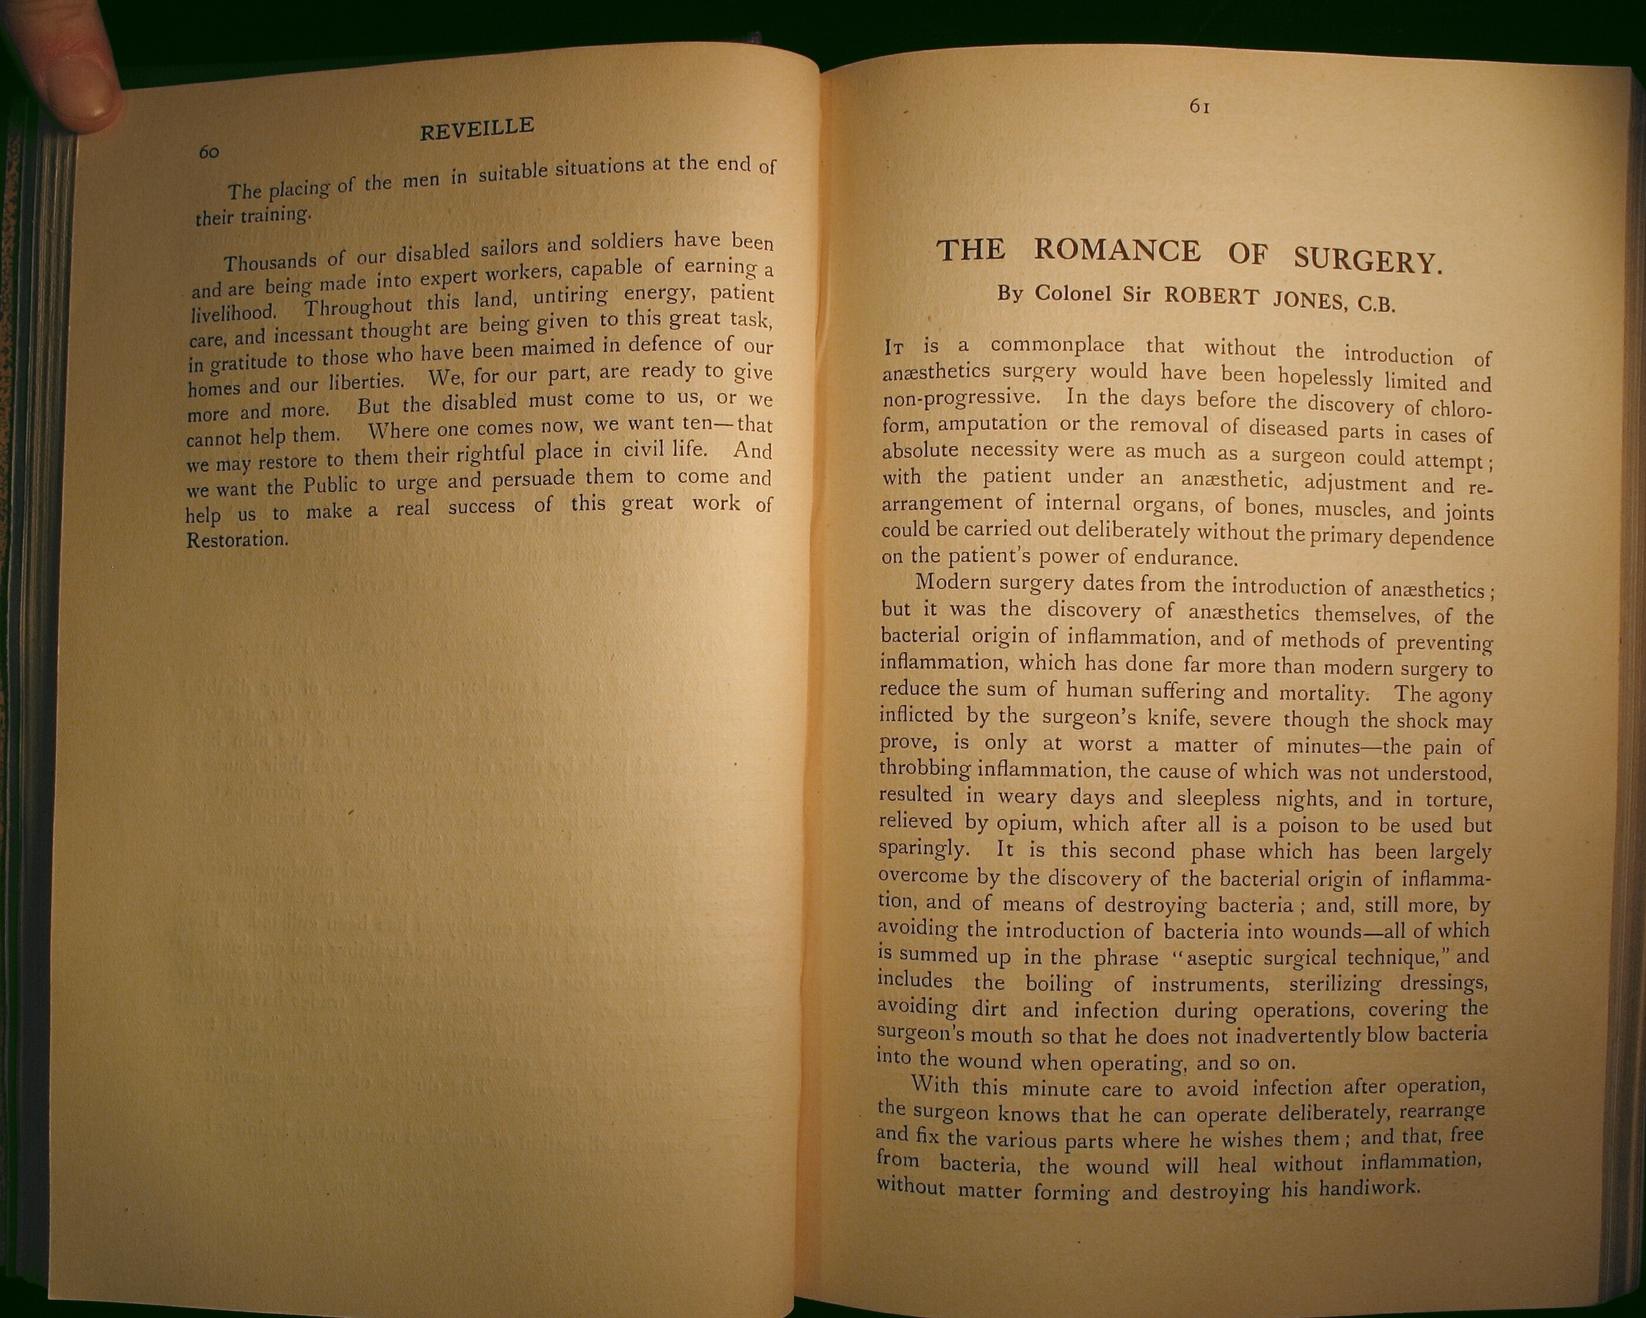 60
REVEILLE
The placing of the men in suitable situations at the end of
their training.
Thousands of our disabled sailors and soldiers have been
and are being made into expert workers, capable of earning a
livelihood. Throughout this land, untiring energy, patient
care, and incessant thought are being given to this great task,
in gratitude to those who have been maimed in defence of our
homes and our liberties. We, for our part, are ready to give
more and more. But the disabled must come to us, or we
cannot help them. Where one comes now, we want ten—that
we may restore to them their rightful place in civil life. And
we want the Public to urge and persuade them to come and
help us to make a real success of this great work of
Restoration.
61
THE ROMANCE OF SURGERY.
By Colonel Sir ROBERT JONES, C.B.
IT is a commonplace that without the introduction of
anæsthetics surgery would have been hopelessly limited and
non-progressive. In the days before the discovery of chloro-
form, amputation or the removal of diseased parts in cases of
absolute necessity were as much as a surgeon could attempt ;
with the patient under an anæsthetic, adjustment and re-
arrangement of internal organs, of bones, muscles, and joints
could be carried out deliberately without the primary dependence
on the patient's power of endurance.
Modern surgery dates from the introduction of anæsthetics ;
but it was the discovery of anæsthetics themselves, of the
bacterial origin of inflammation, and of methods of preventing
inflammation, which has done far more than modern surgery to
reduce the sum of human suffering and mortality. The agony
inflicted by the surgeon's knife, severe though the shock may
prove, is only at worst a matter of minutes—the pain of
throbbing inflammation, the cause of which was not understood,
resulted in weary days and sleepless nights, and in torture,
relieved by opium, which after all is a poison to be used but
sparingly. It is this second phase which has been largely
overcome by the discovery of the bacterial origin of inflamma-
tion, and of means of destroying bacteria ; and, still more, by
avoiding the introduction of bacteria into wounds—all of which
is summed up in the phrase “aseptic surgical technique,” and
includes the boiling of instruments, sterilizing dressings,
avoiding dirt and infection during operations, covering the
surgeon's mouth so that he does not inadvertently blow bacteria
into the wound when operating, and so on.
With this minute care to avoid infection after operation,
the surgeon knows that he can operate deliberately, rearrange
and fix the various parts where he wishes them ; and that, free
from bacteria, the wound will heal without inflammation,
without matter forming and destroying his handiwork.